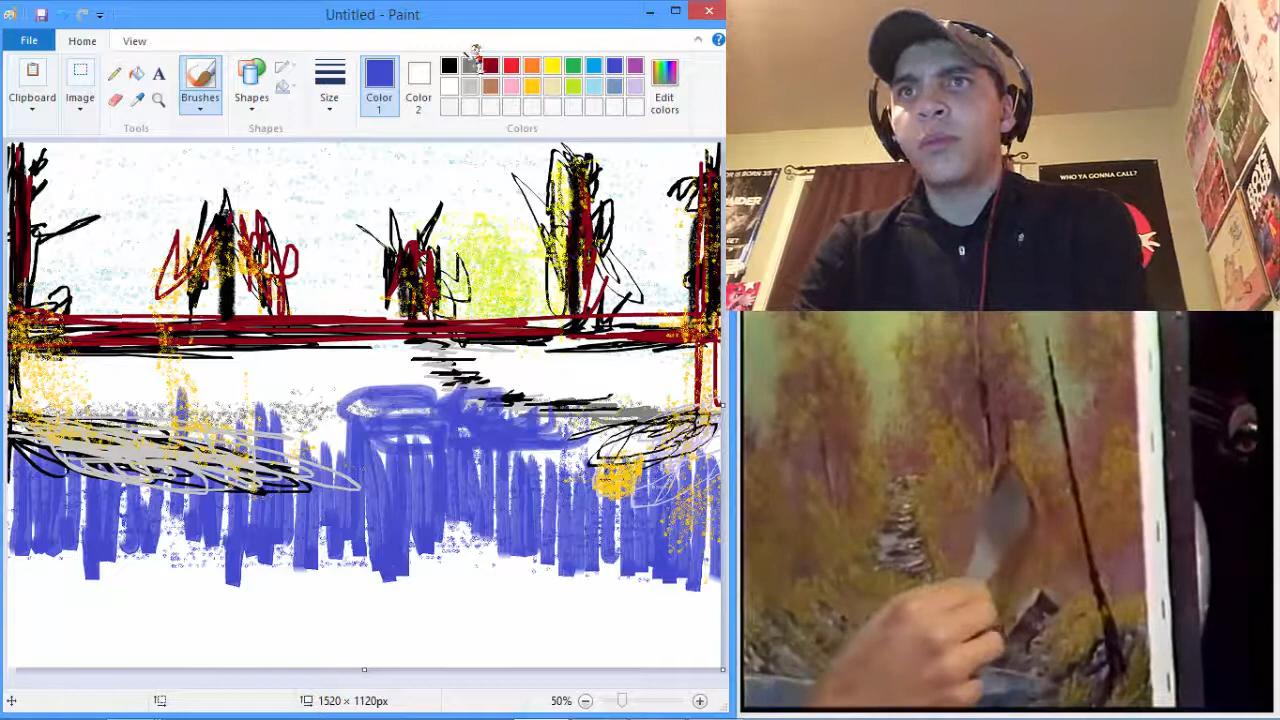 Untitled - Paint
File
Home
View
Clipboard
Image
Tools
Brushes
Shapes
Shapes
Size
Color 1
Color 2
Colors
Edit colors
WHO YA GONNA CALL?
1520 × 1120px
50%